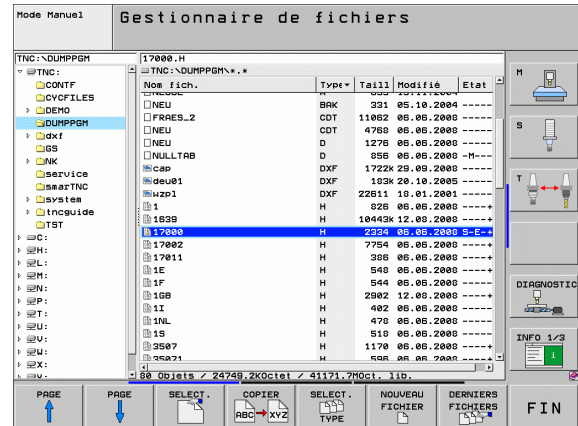 Mode Manuel
Gestionnaire de fichiers
TNC:\DUMPPGM
17000.H
TNC:
CONTF
CYCFILES
DEMO
DUMPPGM
dxf
GS
NK
service
smarTNC
system
tncguide
TST
C:
H:
L:
M:
N:
P:
T:
U:
V:
W:
X:
TNC:\DUMPPGM\*.*
Nom fich. Type Taill Modifié Etat
NEU BAK 331 05.10.2004 -----
FRAES_2 CDT 11062 06.06.2008 -----
NEU CDT 4768 06.06.2008 -----
NEU D 1276 06.06.2008 -----
NULLTAB D 856 06.06.2008 -M---
cap DXF 1722K 29.09.2008 -----
deu01 DXF 183K 20.10.2005 -----
wzpl DXF 22611 18.01.2001 -----
1 H 826 06.06.2008 ----+
1639 H 10443K 12.08.2008 ----+
17000 H 2334 06.06.2008 S-E-+
17002 H 7754 06.06.2008 ----+
17011 H 386 06.06.2008 ----+
1E H 548 06.06.2008 ----+
1F H 544 06.06.2008 ----+
1GB H 2902 12.08.2008 ----+
1I H 402 06.06.2008 -----
1NL H 478 06.06.2008 -----
1S H 518 06.06.2008 -----
3507 H 1170 06.06.2008 ----+
35071 H 596 06.06.2008 ----+
80 Objets / 24749.2KOctet / 41171.7MOct. lib.
M
S
T
DIAGNOSTIC
INFO 1/3
PAGE
PAGE
SELECT.
COPIER
ABC XYZ
SELECT.
TYPE
NOUVEAU
FICHIER
DERNIERS
FICHIERS
FIN